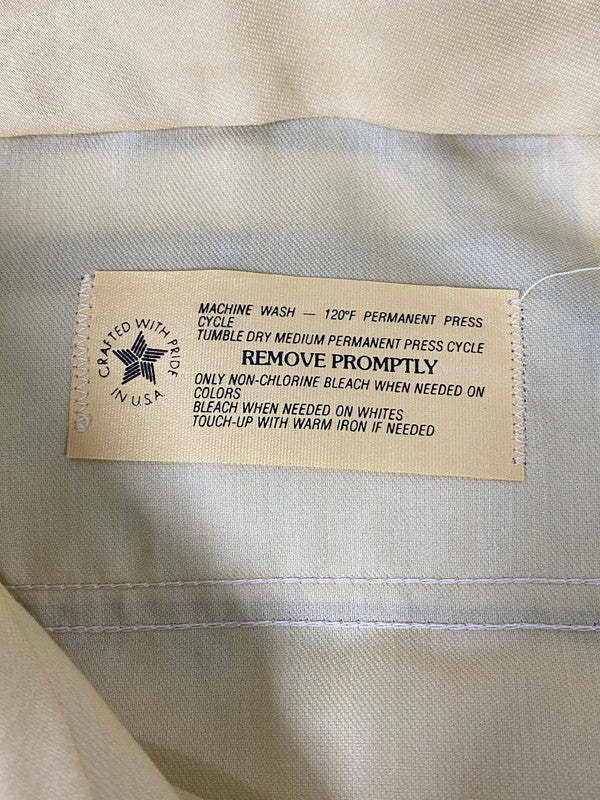 CRAFTED WITH PRIDE
IN U.S.A
MACHINE WASH — 120°F PERMANENT PRESS
CYCLE
TUMBLE DRY MEDIUM PERMANENT PRESS CYCLE
REMOVE PROMPTLY
ONLY NON-CHLORINE BLEACH WHEN NEEDED ON
COLORS
BLEACH WHEN NEEDED ON WHITES
TOUCH-UP WITH WARM IRON IF NEEDED